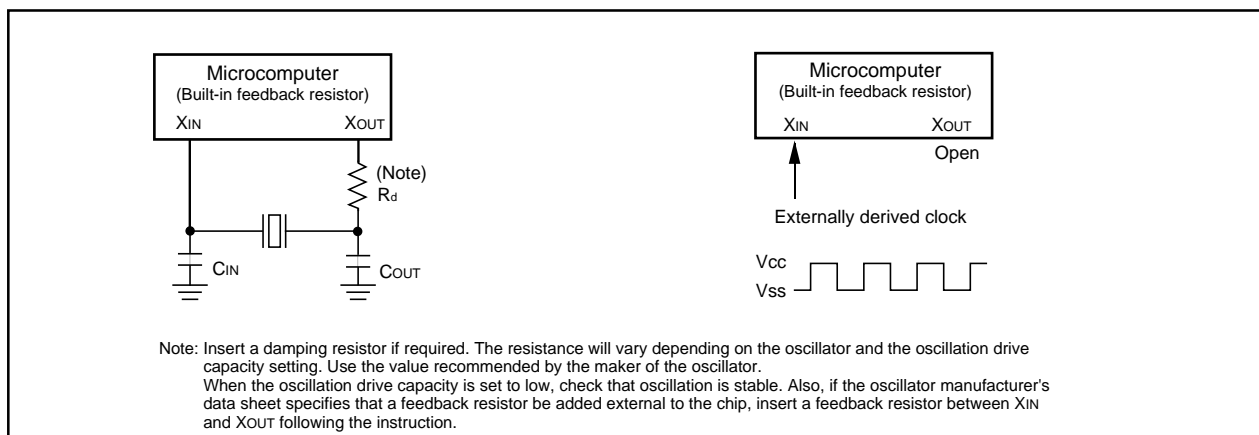 Microcomputer
(Built-in feedback resistor)
XIN XOUT
(Note)
Rd
CIN
COUT
Microcomputer
(Built-in feedback resistor)
XIN XOUT
Open
Externally derived clock
Vcc
Vss
Note: Insert a damping resistor if required. The resistance will vary depending on the oscillator and the oscillation drive
capacity setting. Use the value recommended by the maker of the oscillator.
When the oscillation drive capacity is set to low, check that oscillation is stable. Also, if the oscillator manufacturer's
data sheet specifies that a feedback resistor be added external to the chip, insert a feedback resistor between XIN
and XOUT following the instruction.